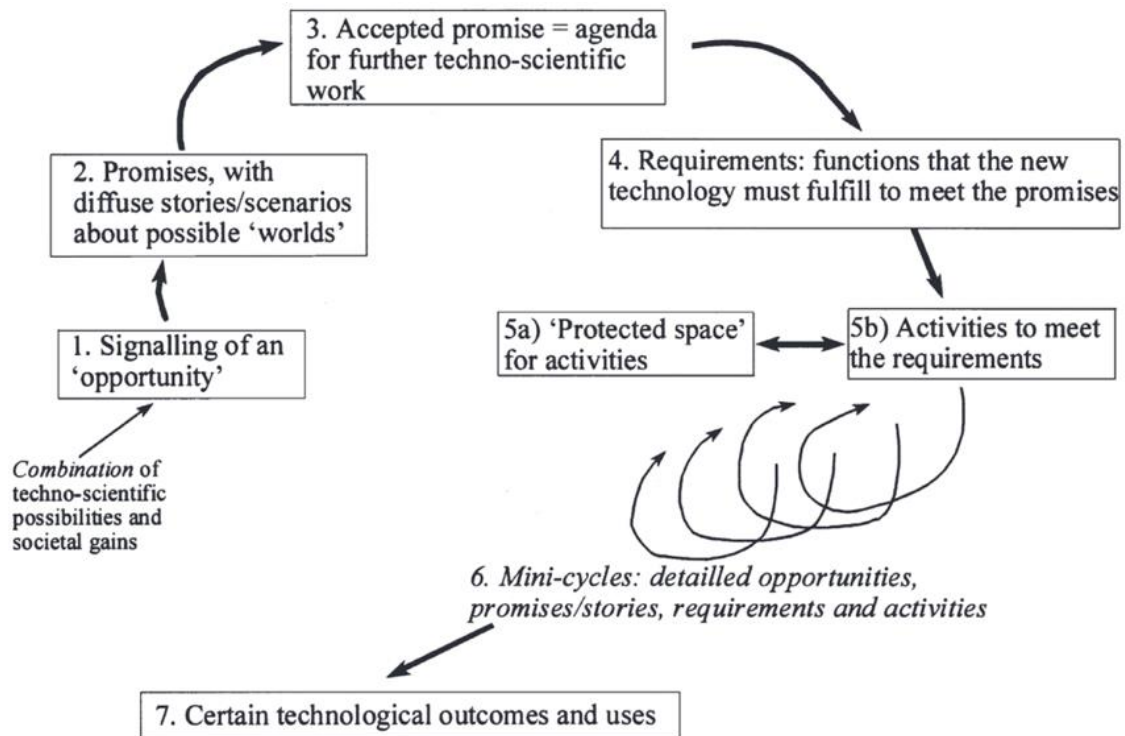 3. Accepted promise = agenda
for further techno-scientific
work
4. Requirements: functions that the new
technology must fulfill to meet the promises
2. Promises, with
diffuse stories/scenarios
about possible ‘worlds’
1. Signalling of an
‘opportunity’
Combination of
techno-scientific
possibilities and
societal gains
5a) ‘Protected space’
for activities
5b) Activities to meet
the requirements
6. Mini-cycles: detailled opportunities,
promises/stories, requirements and activities
7. Certain technological outcomes and uses